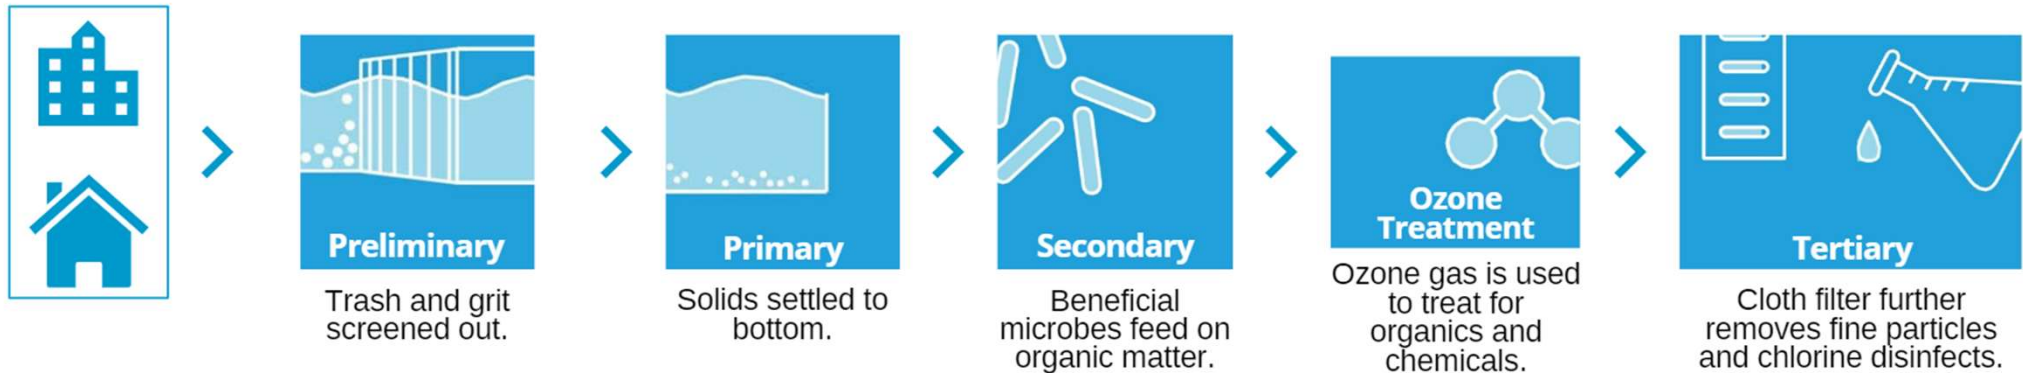 Preliminary
Trash and grit
screened out.
Primary
Solids settled to
bottom.
Secondary
Beneficial
microbes feed on
organic matter.
Ozone
Treatment
Ozone gas is used
to treat for
organics and
chemicals.
Tertiary
Cloth filter further
removes fine particles
and chlorine disinfects.